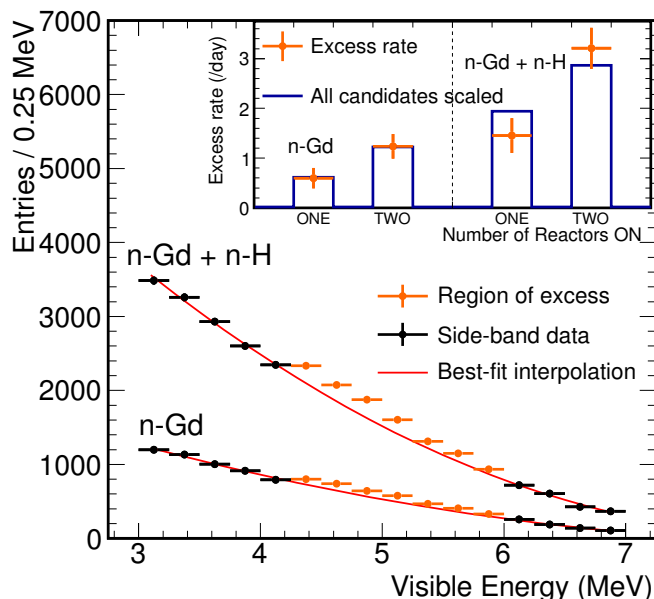 Entries / 0.25 MeV
7000
6000
5000
4000
3000
2000
1000
0
3
4
5
6
7
Visible Energy (MeV)
n-Gd + n-H
n-Gd
Region of excess
Side-band data
Best-fit interpolation
Excess rate (/day)
3
2
1
0
Excess rate
All candidates scaled
n-Gd
n-Gd + n-H
ONE
TWO
ONE
TWO
Number of Reactors ON